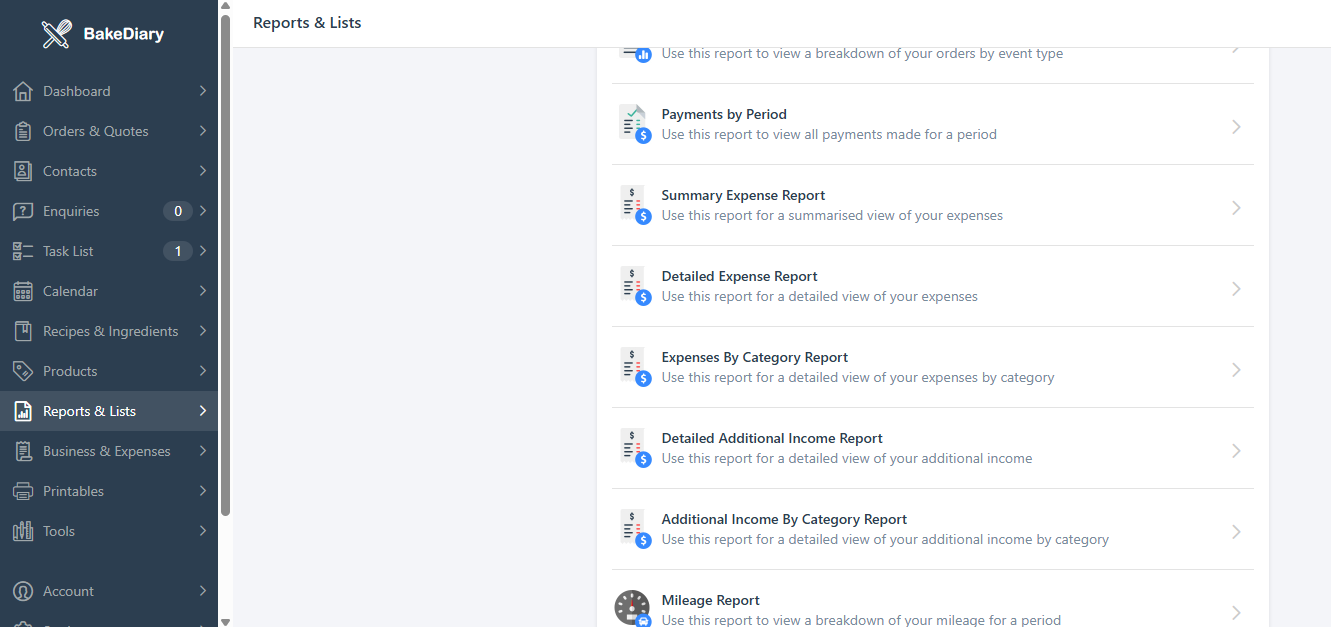 BakeDiary
Dashboard
Orders & Quotes
Contacts
Enquiries 0
Task List 1
Calendar
Recipes & Ingredients
Products
Reports & Lists
Business & Expenses
Printables
Tools
Account
Reports & Lists
Use this report to view a breakdown of your orders by event type
Payments by Period
Use this report to view all payments made for a period
Summary Expense Report
Use this report for a summarised view of your expenses
Detailed Expense Report
Use this report for a detailed view of your expenses
Expenses By Category Report
Use this report for a detailed view of your expenses by category
Detailed Additional Income Report
Use this report for a detailed view of your additional income
Additional Income By Category Report
Use this report for a detailed view of your additional income by category
Mileage Report
Use this report to view a breakdown of your mileage for a period